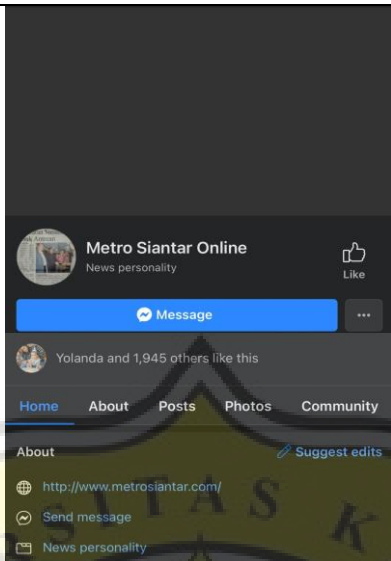 Metro Siantar Online
News personality
Like
Message
Yolanda and 1,945 others like this
Home About Posts Photos Community
About Suggest edits
http://www.metrosiantar.com/
Send message
News personality
SITAS K